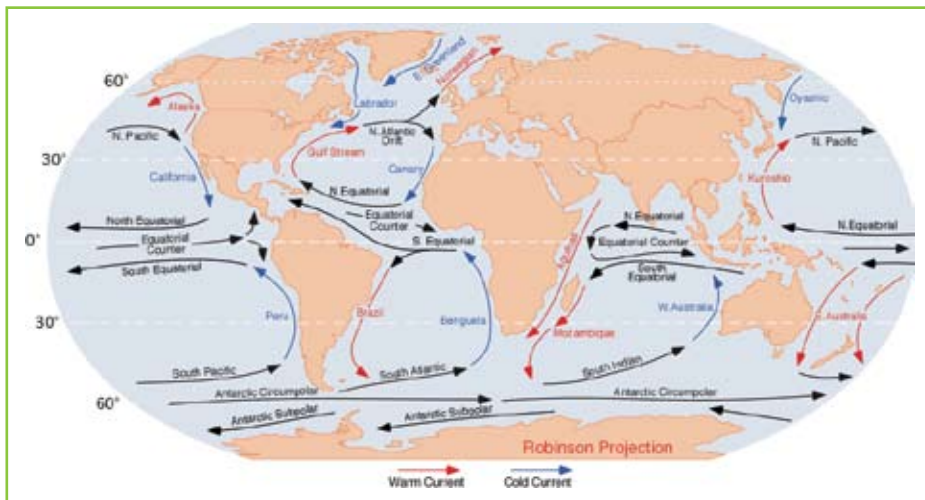 60°
30°
0°
30°
60°
Alaska
N. Pacific
California
North Equatorial
Equatorial
Counter
South Equatorial
Peru
South Pacific
Antarctic Circumpolar
Antarctic Subpolar
Labrador
E. Greenland
Norwegian
N. Atlantic
Drift
Gulf Stream
Canary
N Equatorial
Equatorial
Counter
S. Equatorial
Brazil
Benguela
South Atlantic
Antarctic Subpolar
Agulhas
Mozambique
N. Equatorial
Equatorial Counter
South
Equatorial
W. Australia
South Indian
Antarctic Circumpolar
N. Pacific
Kuroshio
N. Equatorial
Australia
Robinson Projection
Warm Current
Cold Current